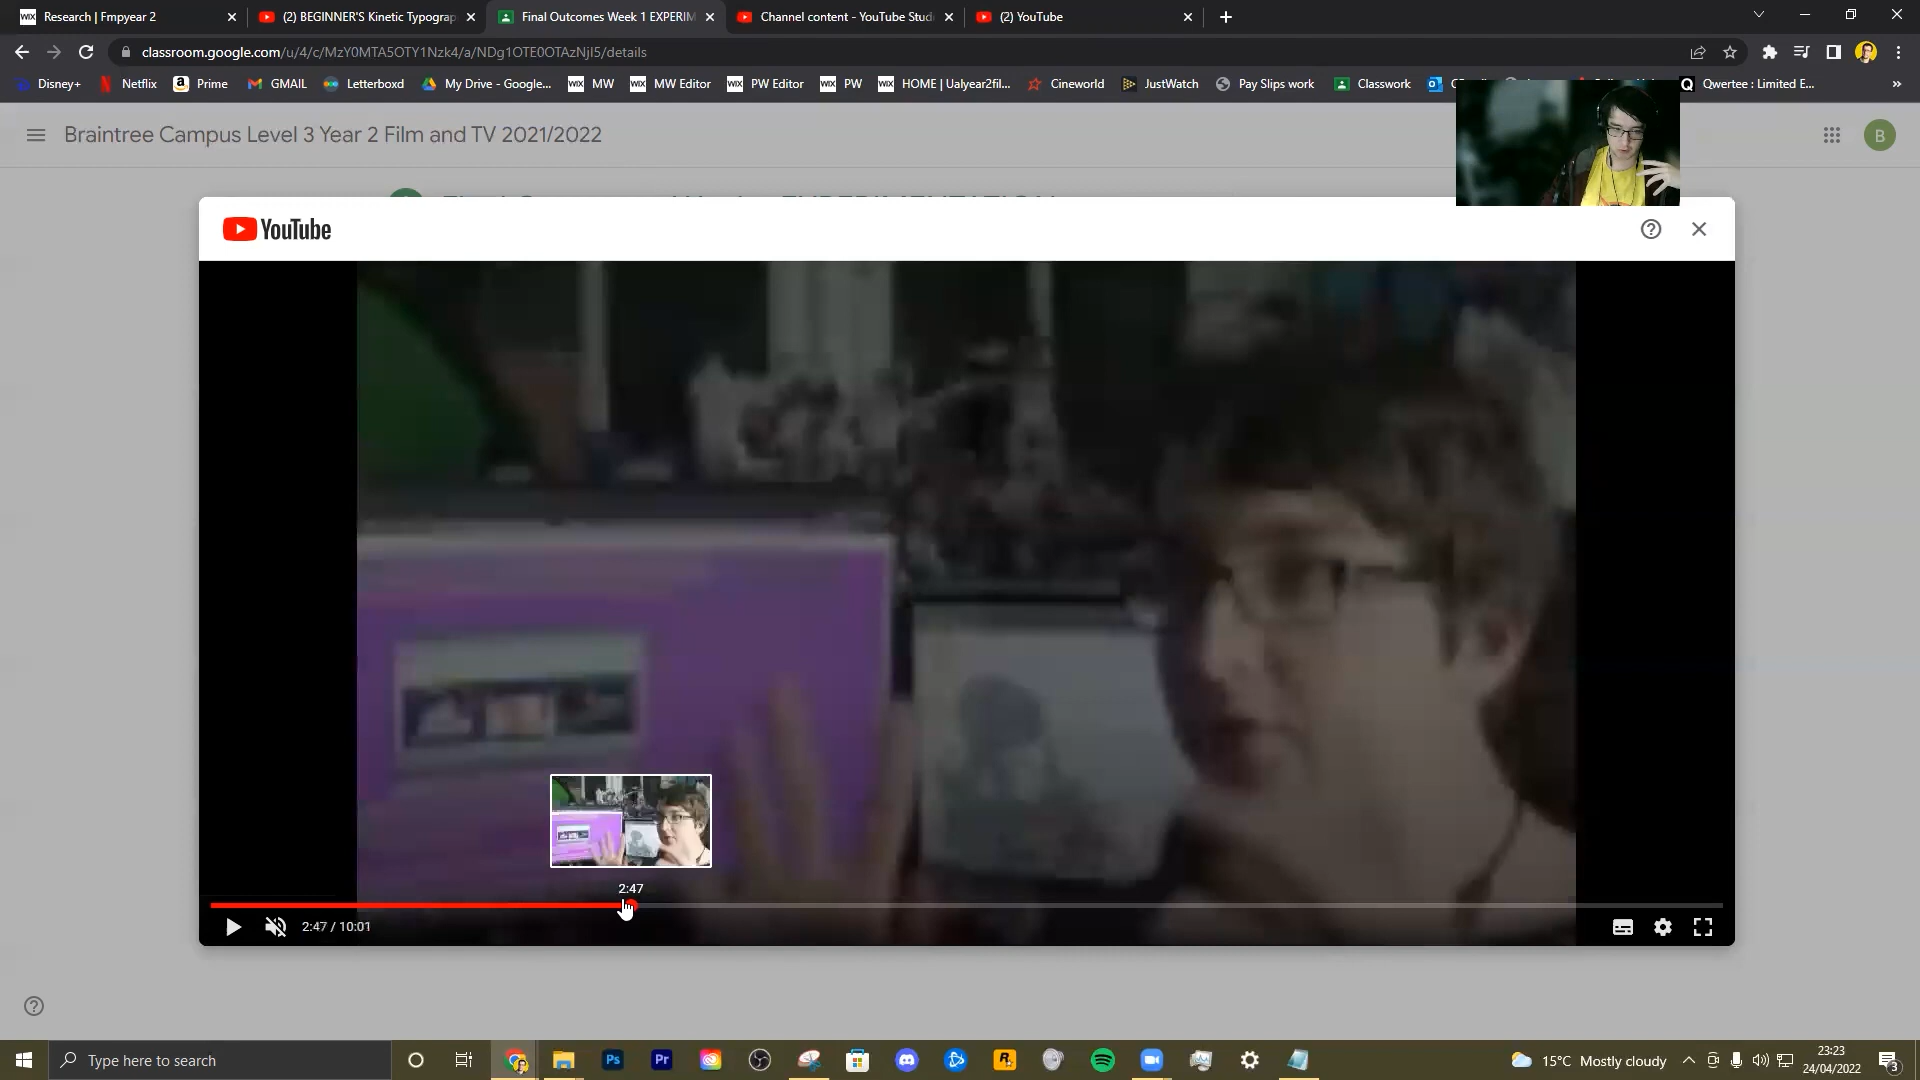 Research | Fmpyear 2
(2) BEGINNER'S Kinetic Typograp
Final Outcomes Week 1 EXPERIM
Channel content - YouTube Stud
(2) YouTube
classroom.google.com/u/4/c/MzY0MTA5OTY1Nzk4/a/NDg1OTE0OTAzNjI5/details
Disney+
Netflix
Prime
GMAIL
Letterboxd
My Drive - Google...
MW
MW Editor
PW Editor
PW
HOME | Ualyear2fil...
Cineworld
JustWatch
Pay Slips work
Classwork
Qwertee : Limited E...
Braintree Campus Level 3 Year 2 Film and TV 2021/2022
B
YouTube
2:47
2:47 / 10:01
Type here to search
15°C Mostly cloudy
23:23
24/04/2022
3